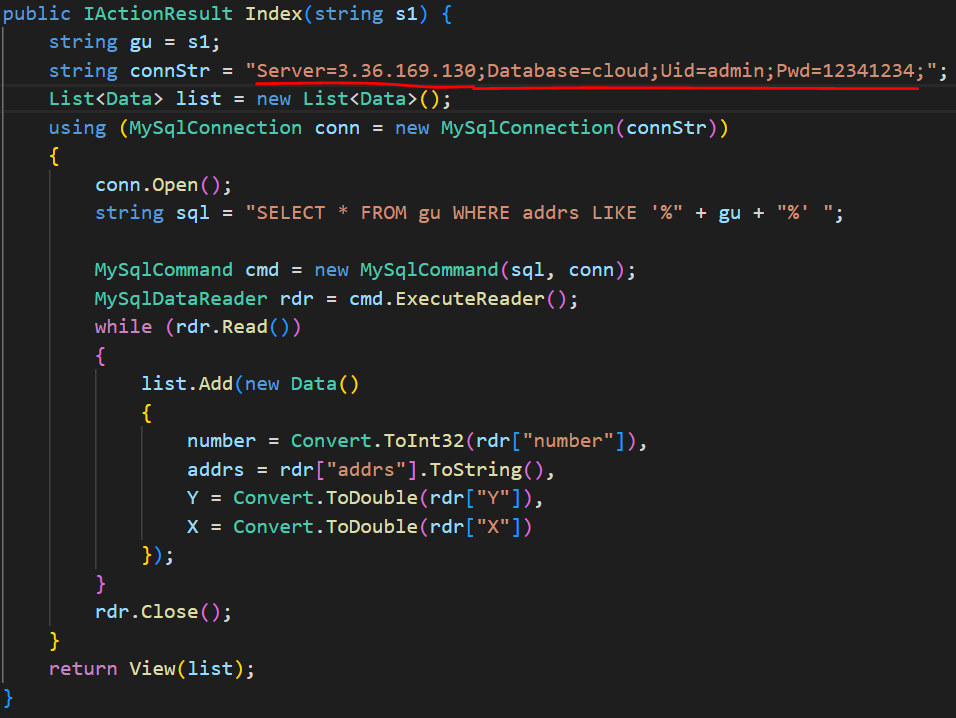 public IActionResult Index(string s1) {
string gu = s1;
string connStr = "Server=3.36.169.130;Database=cloud;Uid=admin;Pwd=12341234;";
List<Data> list = new List<Data>();
using (MySqlConnection conn = new MySqlConnection(connStr))
{
conn.Open();
string sql = "SELECT * FROM gu WHERE addrs LIKE '%" + gu + "%' ";
MySqlCommand cmd = new MySqlCommand(sql, conn);
MySqlDataReader rdr = cmd.ExecuteReader();
while (rdr.Read())
{
list.Add(new Data()
{
number = Convert.ToInt32(rdr["number"]),
addrs = rdr["addrs"].ToString(),
Y = Convert.ToDouble(rdr["Y"]),
X = Convert.ToDouble(rdr["X"])
});
}
rdr.Close();
}
return View(list);
}